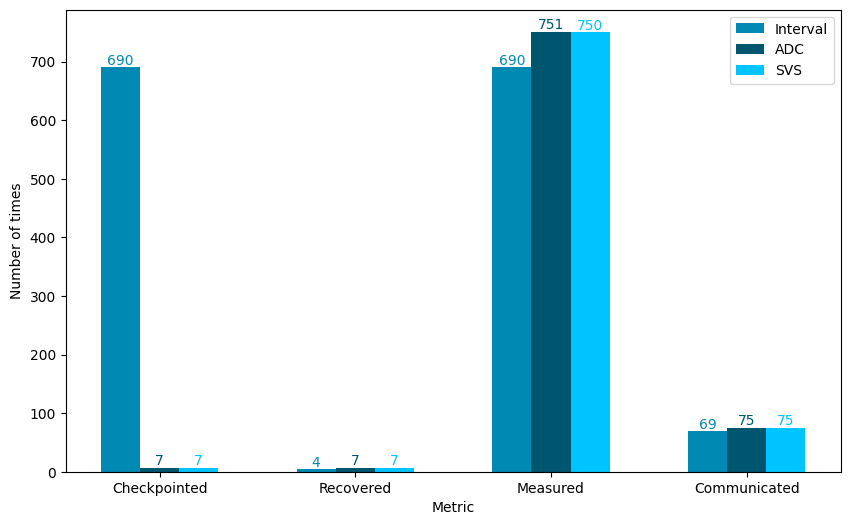 Interval
ADC
SVS
Number of times
700
600
500
400
300
200
100
0
690
7
7
4
7
7
690
751
750
69
75
75
Checkpointed
Recovered
Measured
Communicated
Metric